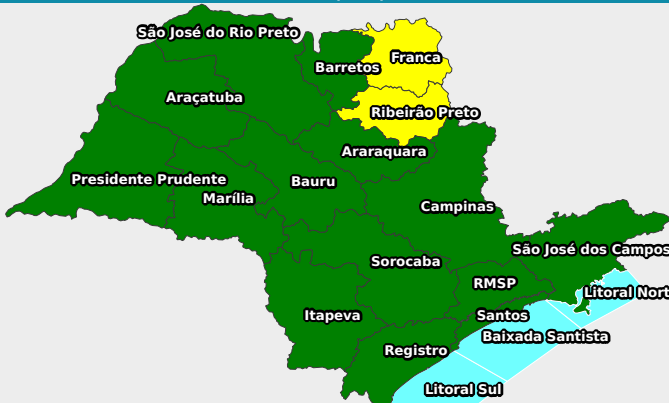 São José do Rio Preto
Franca
Barretos
Araçatuba
Ribeirão Preto
Araraquara
Presidente Prudente
Bauru
Marília
Campinas
São José dos Campos
Sorocaba
RMSP
Litoral Nort
Itapeva
Santos
Baixada Santista
Registro
Litoral Sul